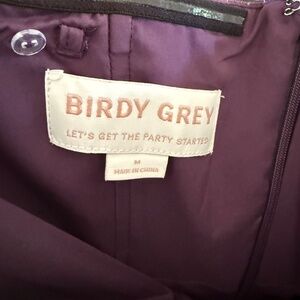 BIRDY GREY
LET'S GET THE PARTY STARTED
M
MADE IN CHINA